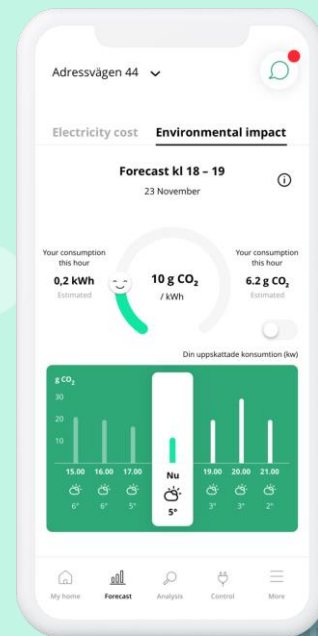 Adressvägen 44
Electricity cost Environmental impact
Forecast kl 18 – 19
23 November
Your consumption
this hour
0,2 kWh
Estimated
10 g CO₂
/ kWh
Your consumption
this hour
6.2 g CO₂
Estimated
Din uppskattade konsumtion (kw)
g CO₂
30
20
10
15.00 16.00 17.00 Nu 19.00 20.00 21.00
6° 6° 5° 5° 3° 3° 2°
My home Forecast Analysis Control More